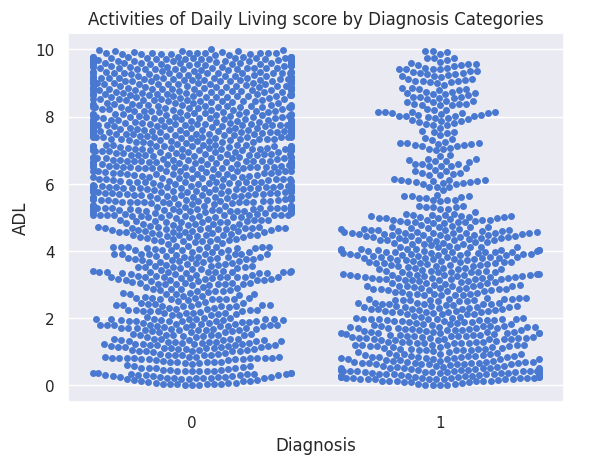 Activities of Daily Living score by Diagnosis Categories
10
8
6
4
2
0
ADL
0 1
Diagnosis